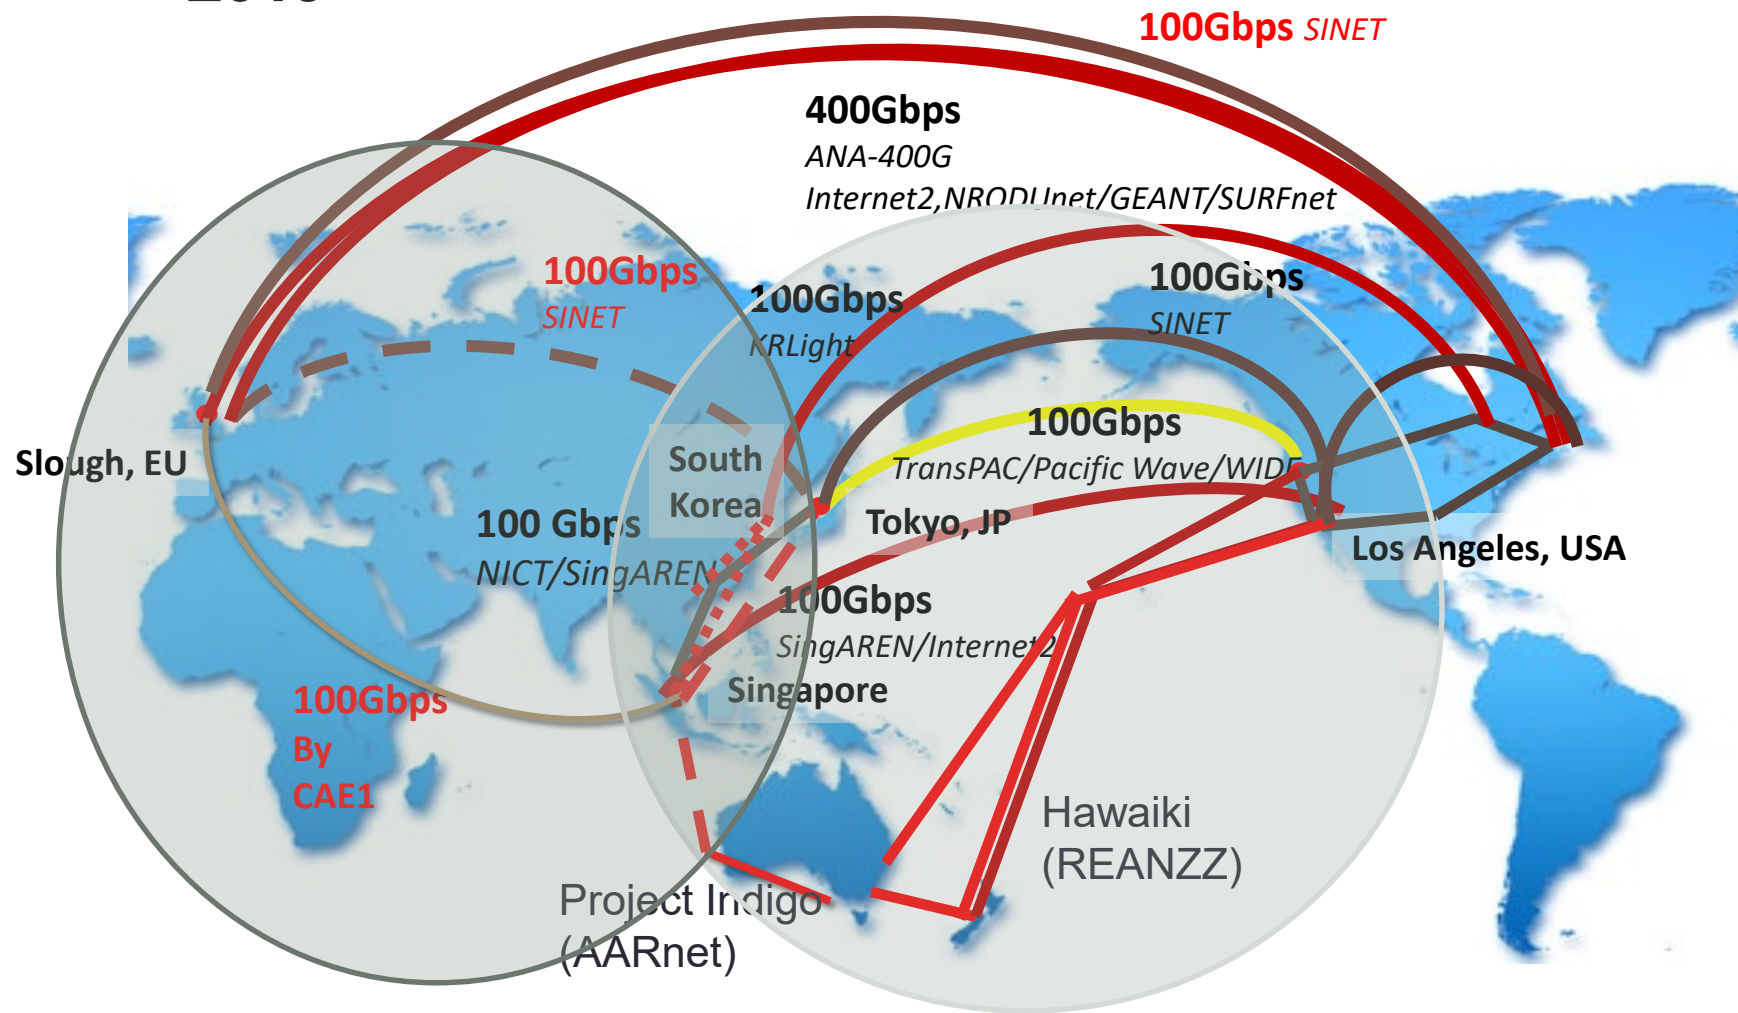 100Gbps SINET
400Gbps
ANA-400G
Internet2,NRODUnet/GEANT/SURFnet
100Gbps
SINET
100Gbps
KRLight
100Gbps
SINET
100Gbps
TransPAC/Pacific Wave/WIDE
Slough, EU
South
Korea
100 Gbps
NICT/SingAREN
Tokyo, JP
Los Angeles, USA
100Gbps
SingAREN/Internet2
Singapore
100Gbps
By
CAE1
Hawaiki
(REANZZ)
Project Indigo
(AARnet)